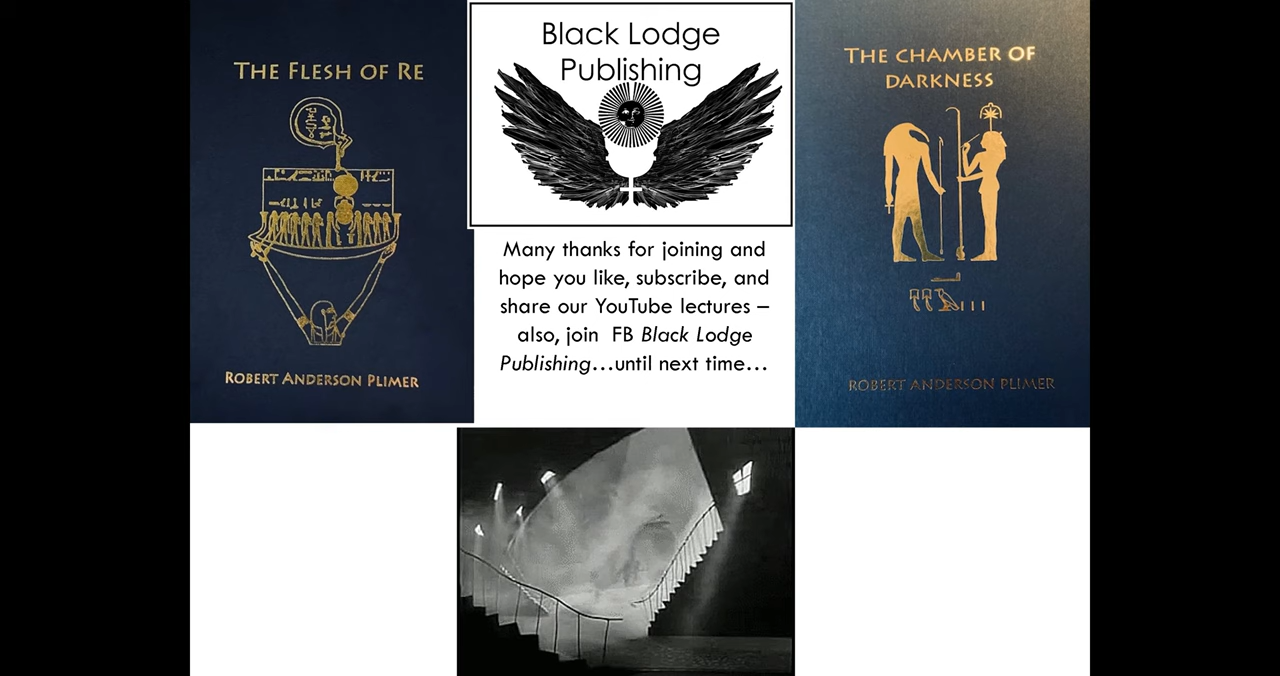 THE FLESH OF RE
ROBERT ANDERSON PLIMER
Black Lodge
Publishing
Many thanks for joining and
hope you like, subscribe, and
share our YouTube lectures –
also, join FB Black Lodge
Publishing…until next time…
THE CHAMBER OF
DARKNESS
ROBERT ANDERSON PLIMER